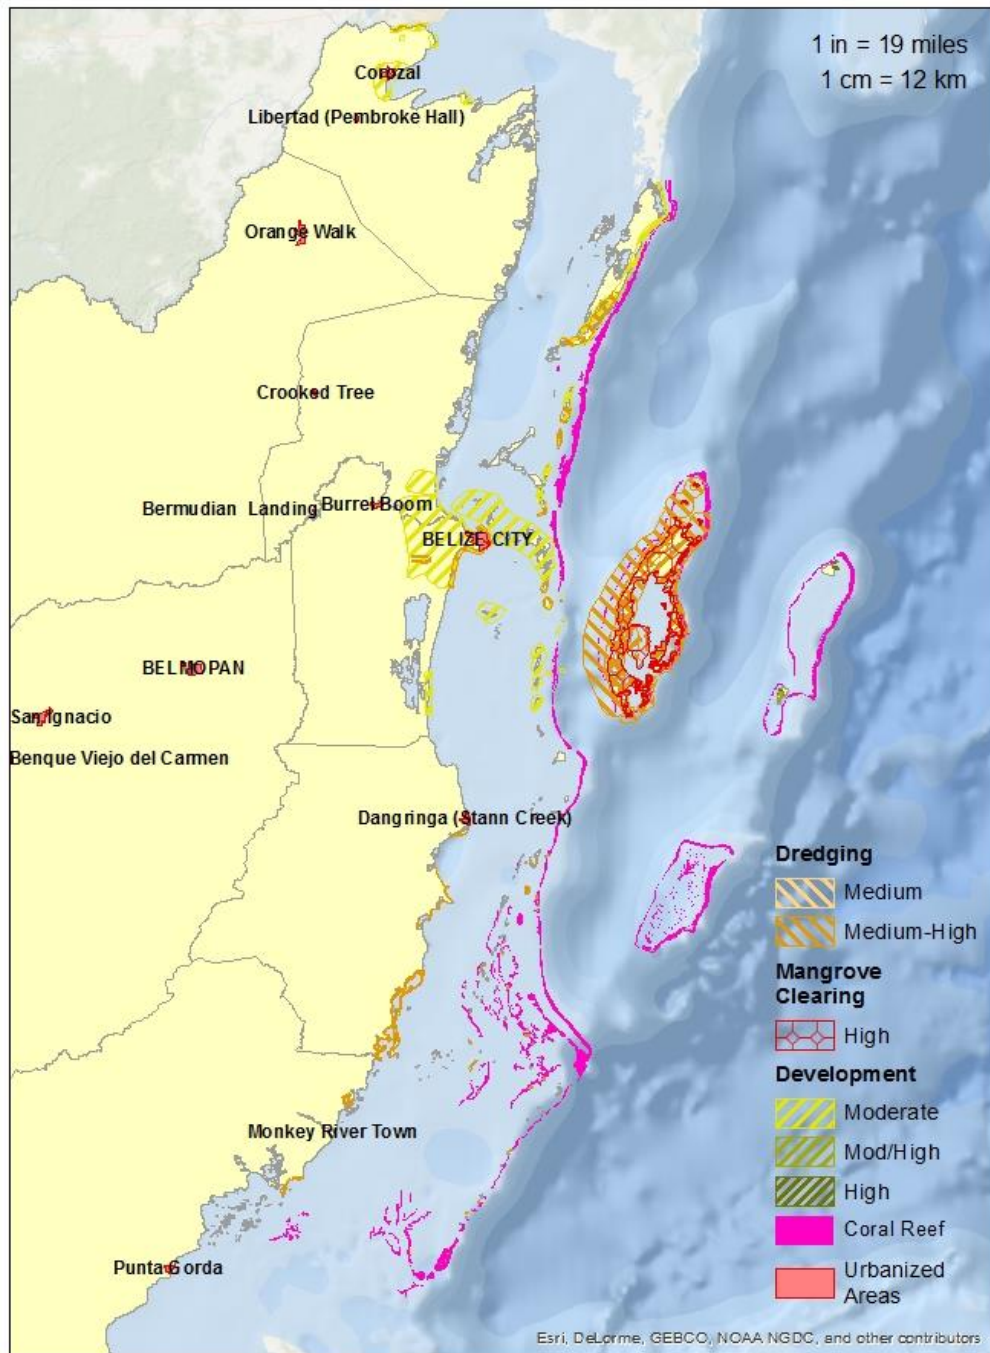 1 in = 19 miles
1 cm = 12 km
Corozal
Libertad (Pembroke Hall)
Orange Walk
Crooked Tree
Bermudian Landing
Burrel Boom
BELIZE CITY
BELMOPAN
San Ignacio
Benque Viejo del Carmen
Dangringa (Stann Creek)
Monkey River Town
Punta Gorda
Dredging
Medium
Medium-High
Mangrove
Clearing
High
Development
Moderate
Mod/High
High
Coral Reef
Urbanized
Areas
Esri, DeLorme, GEBCO, NOAA NGDC, and other contributors